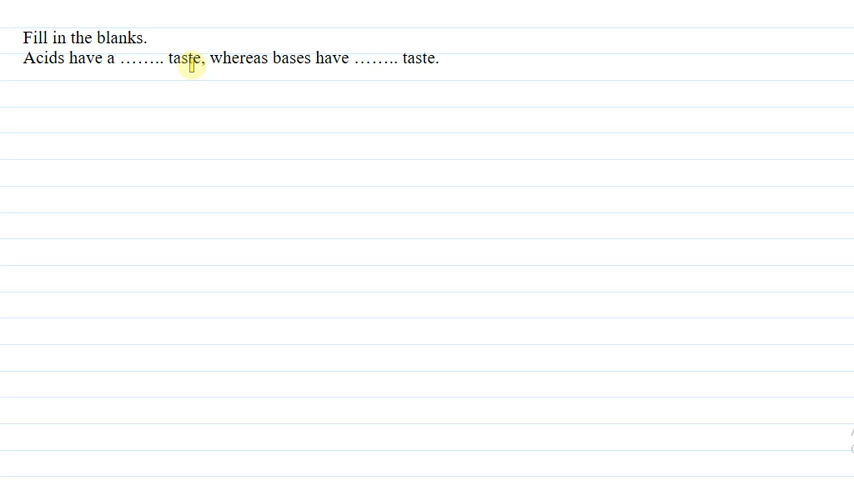 Fill in the blanks.
Acids have a …….. taste, whereas bases have …….. taste.